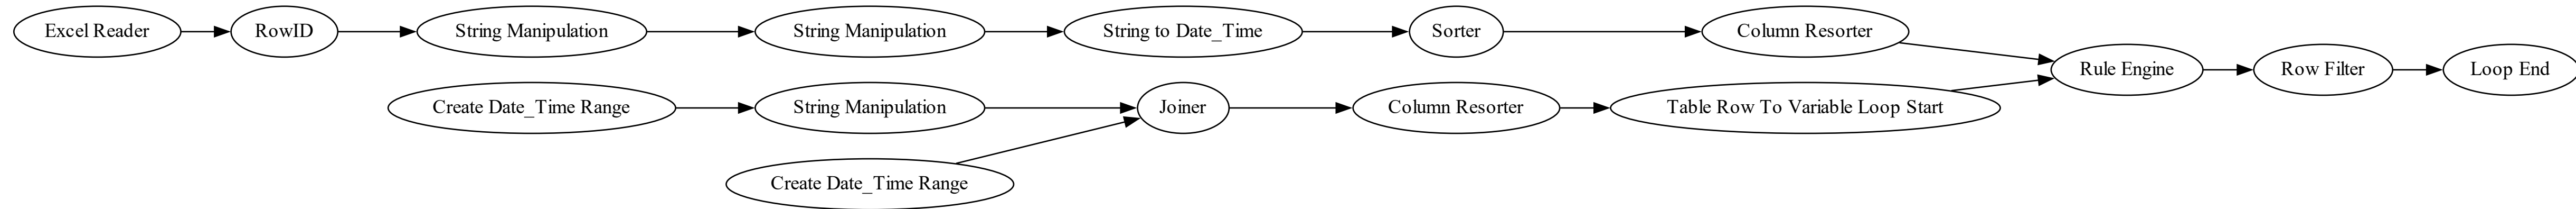 Excel Reader
RowID
String Manipulation
String Manipulation
String to Date_Time
Sorter
Column Resorter
Rule Engine
Row Filter
Loop End
Create Date_Time Range
String Manipulation
Joiner
Column Resorter
Table Row To Variable Loop Start
Create Date_Time Range